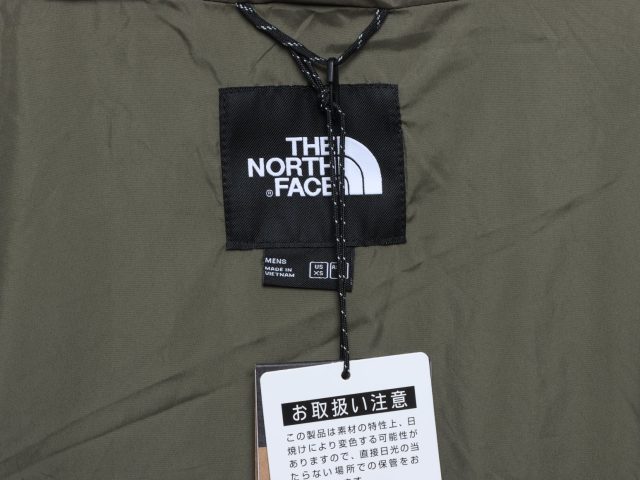 THE
NORTH
FACE
®
MENS
MADE IN
VIETNAM
US
XS
お取扱い注意
この製品は素材の特性上、日
焼けにより変色する可能性が
ありますので、直接日光の当
たらない場所での保管をお